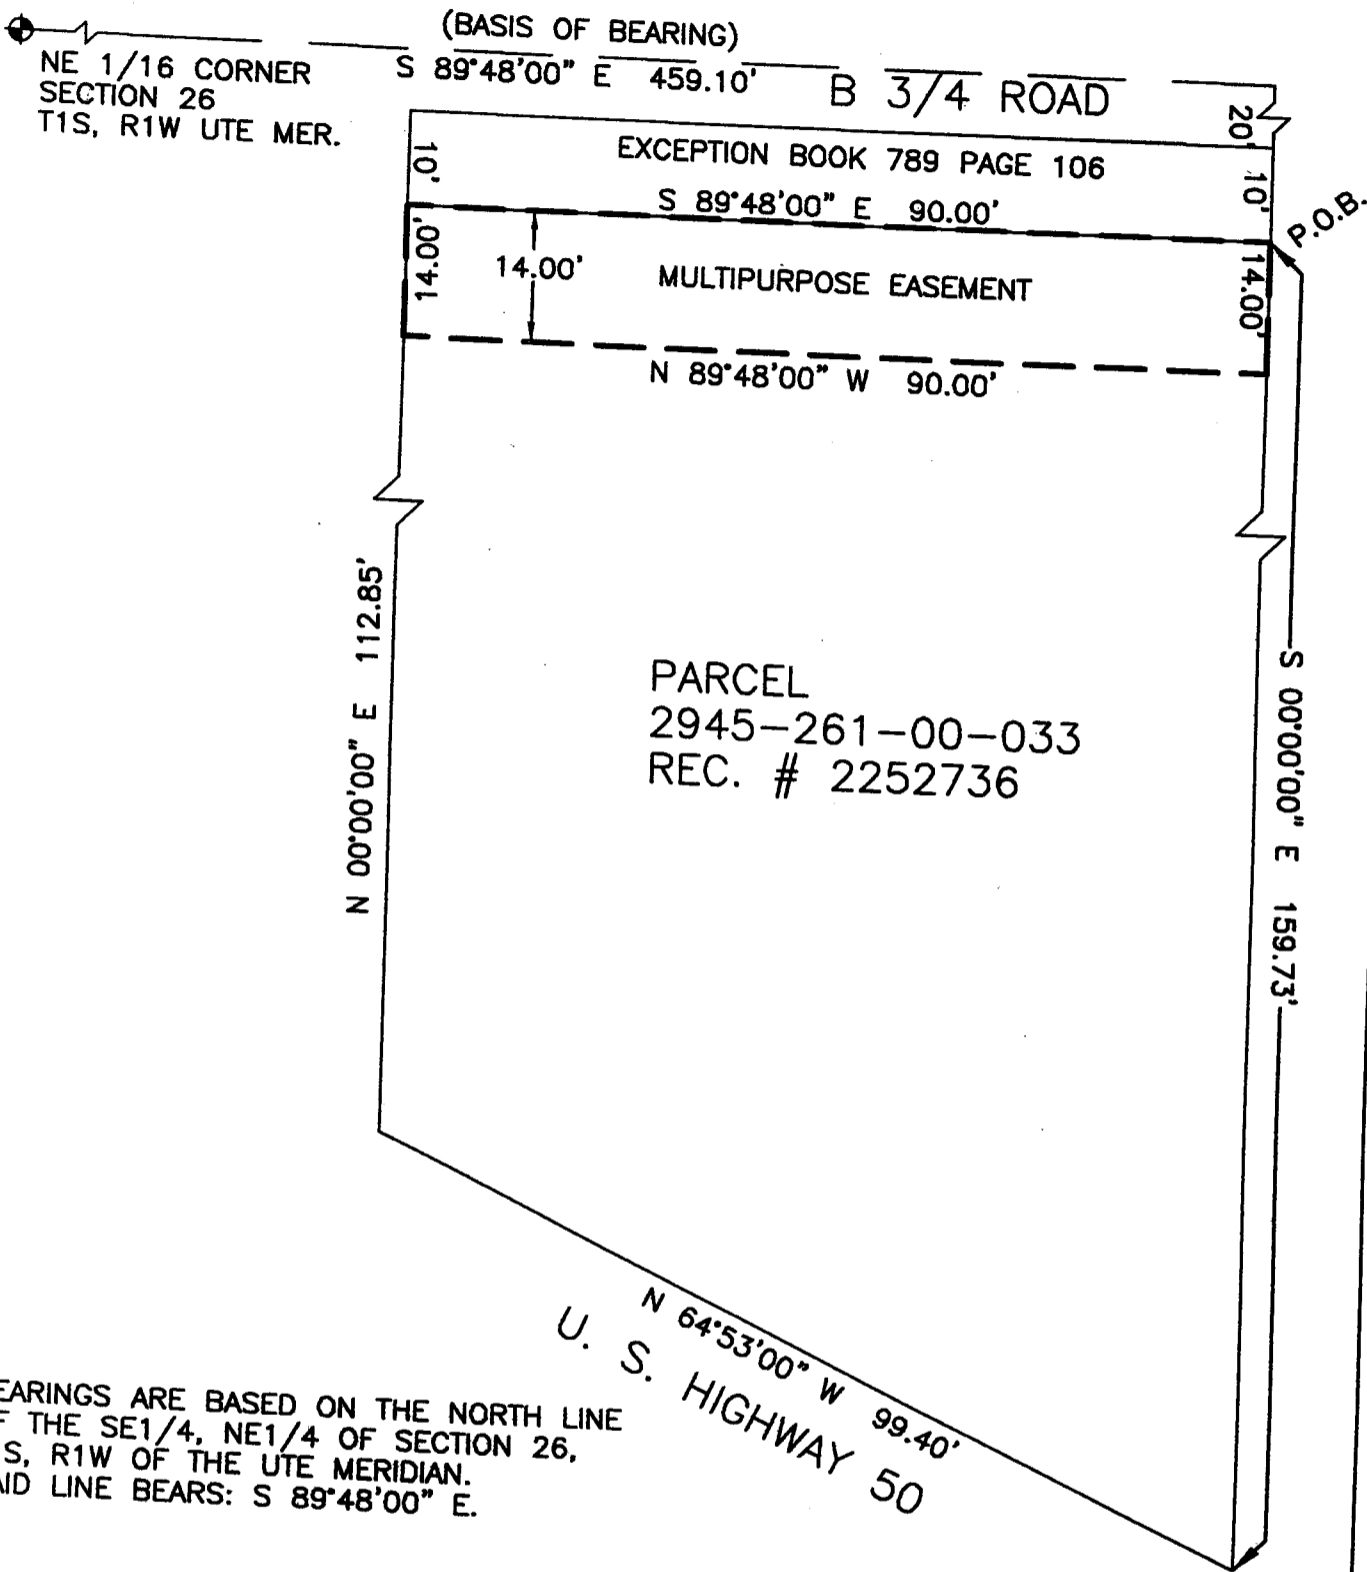 (BASIS OF BEARING)
NE 1/16 CORNER
SECTION 26
T1S, R1W UTE MER.
S 89°48'00" E 459.10'
B 3/4 ROAD
20'
10'
EXCEPTION BOOK 789 PAGE 106
10'
S 89°48'00" E 90.00'
P.O.B.
14.00'
14.00'
MULTIPURPOSE EASEMENT
14.00'
N 89°48'00" W 90.00'
N 00°00'00" E 112.85'
PARCEL
2945-261-00-033
REC. # 2252736
S 00°00'00" E 159.73'
N 64°53'00" W 99.40'
U. S. HIGHWAY 50
EARINGS ARE BASED ON THE NORTH LINE
F THE SE1/4, NE1/4 OF SECTION 26,
S, R1W OF THE UTE MERIDIAN.
AID LINE BEARS: S 89°48'00" E.